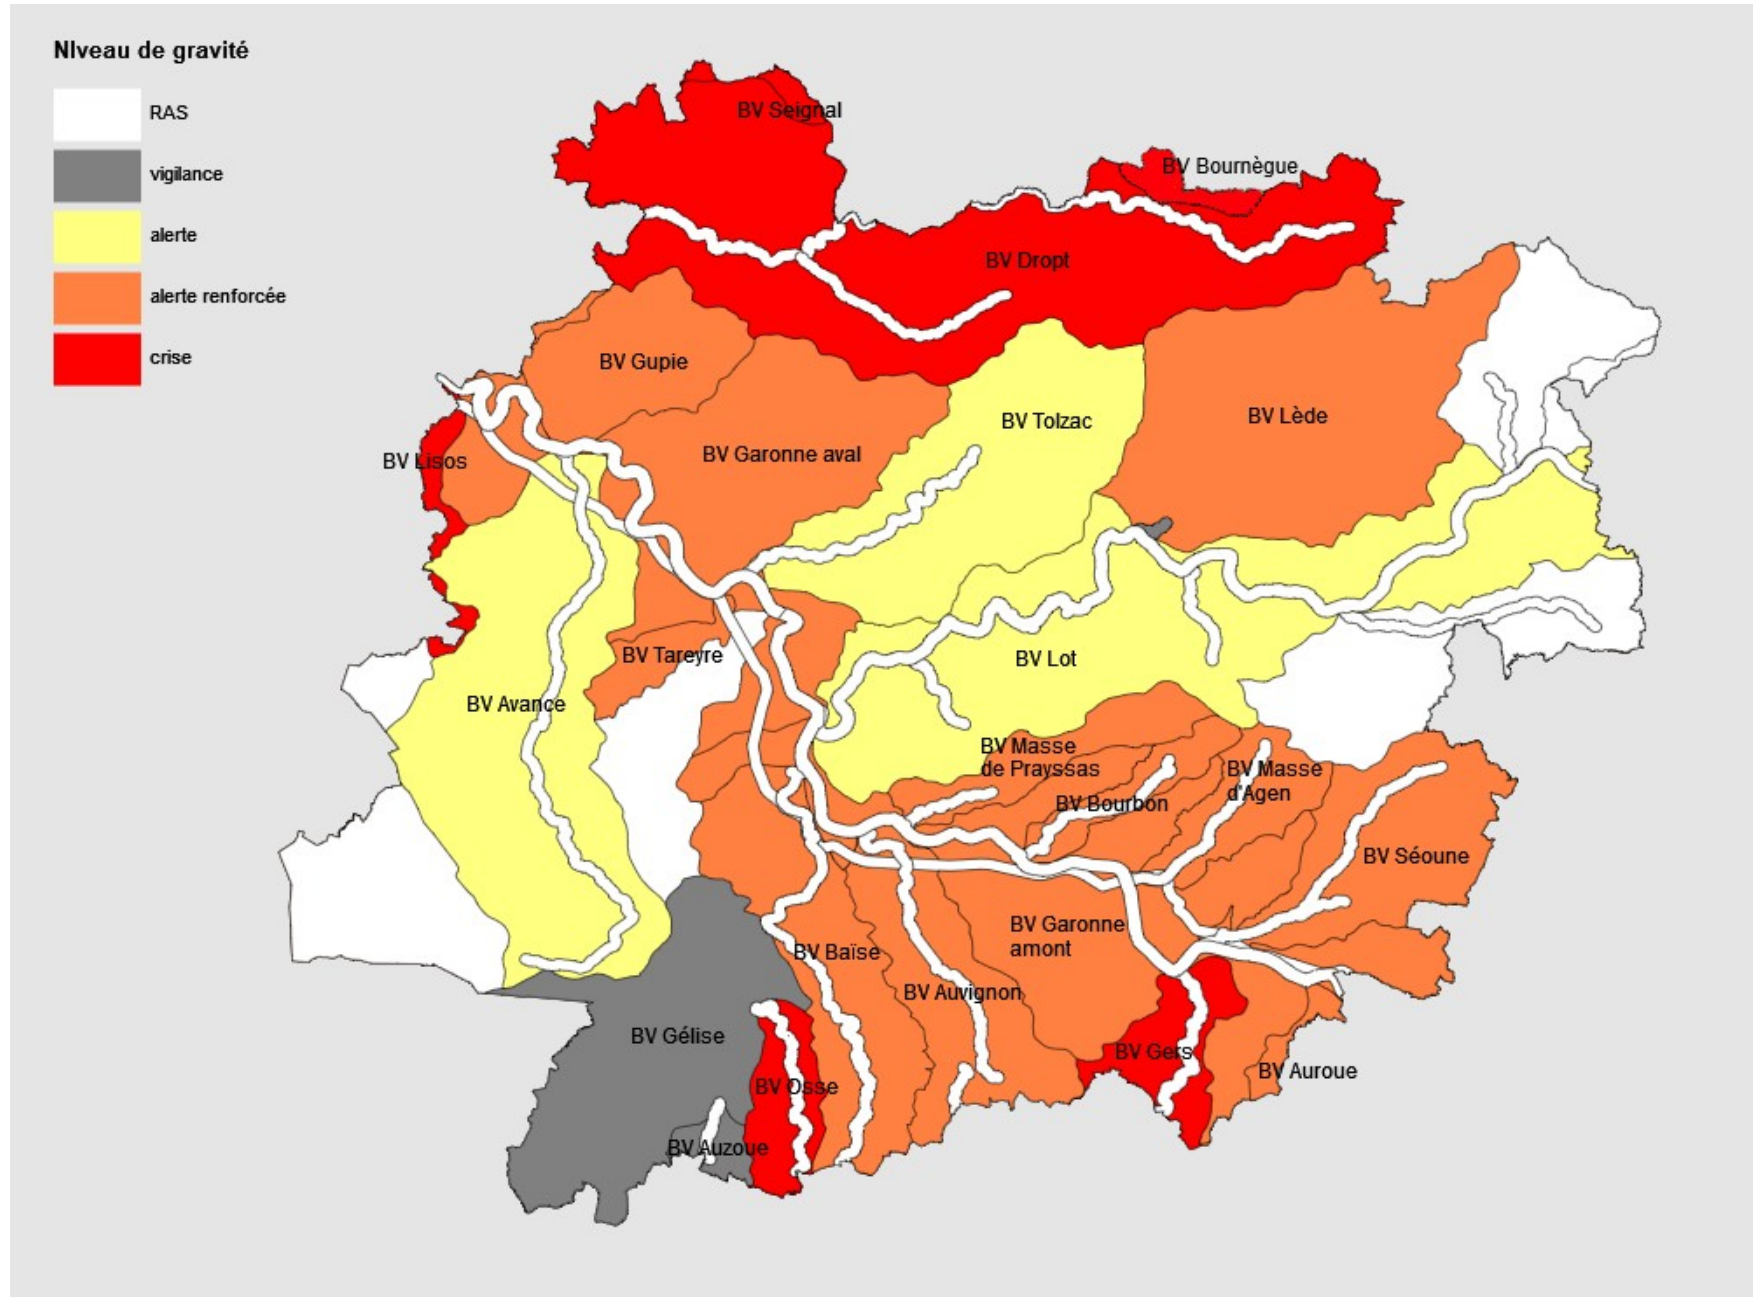 NIveau de gravité
RAS
vigilance
alerte
alerte renforcée
crise
BV Seignal
BV Bournègue
BV Dropt
BV Gupie
BV Tolzac
BV Lède
BV Garonne aval
BV Lisos
BV Tareyre
BV Lot
BV Avance
BV Masse
de Prayssas
BV Masse
d'Agen
BV Bourbon
BV Séoune
BV Garonne
amont
BV Baïse
BV Auvignon
BV Gélise
BV Gers
BV Auroue
BV Osse
BV Auzoue